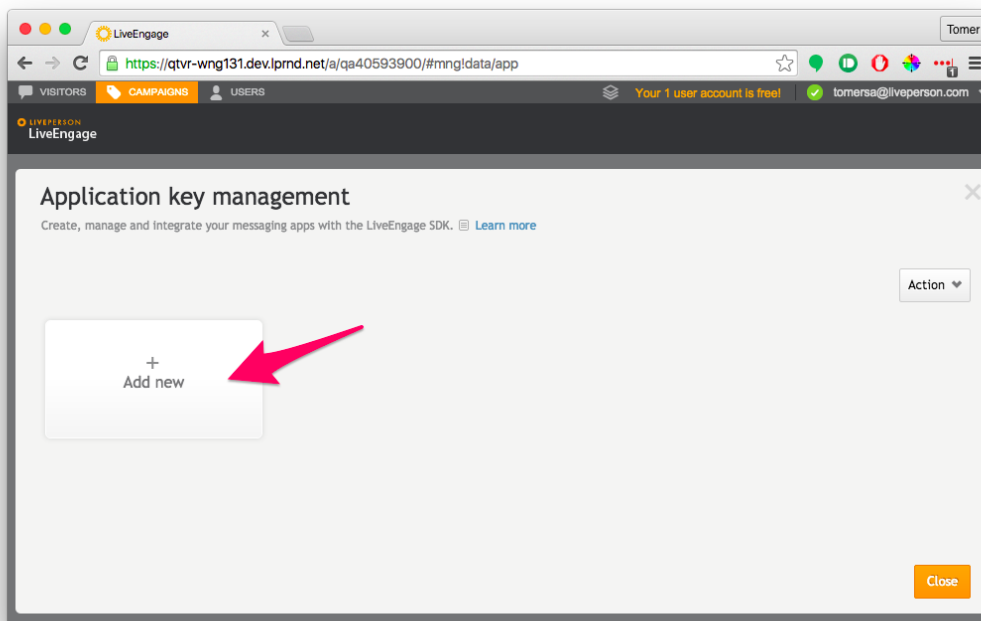 LiveEngage
Tomer
https://qtvr-wng131.dev.lprnd.net/a/qa40593900/#mng!data/app
1
VISITORS CAMPAIGNS USERS Your 1 user account is free! tomersa@liveperson.com
LIVEPERSON
LiveEngage
Application key management
Create, manage and integrate your messaging apps with the LiveEngage SDK. Learn more
Action
+
Add new
Close